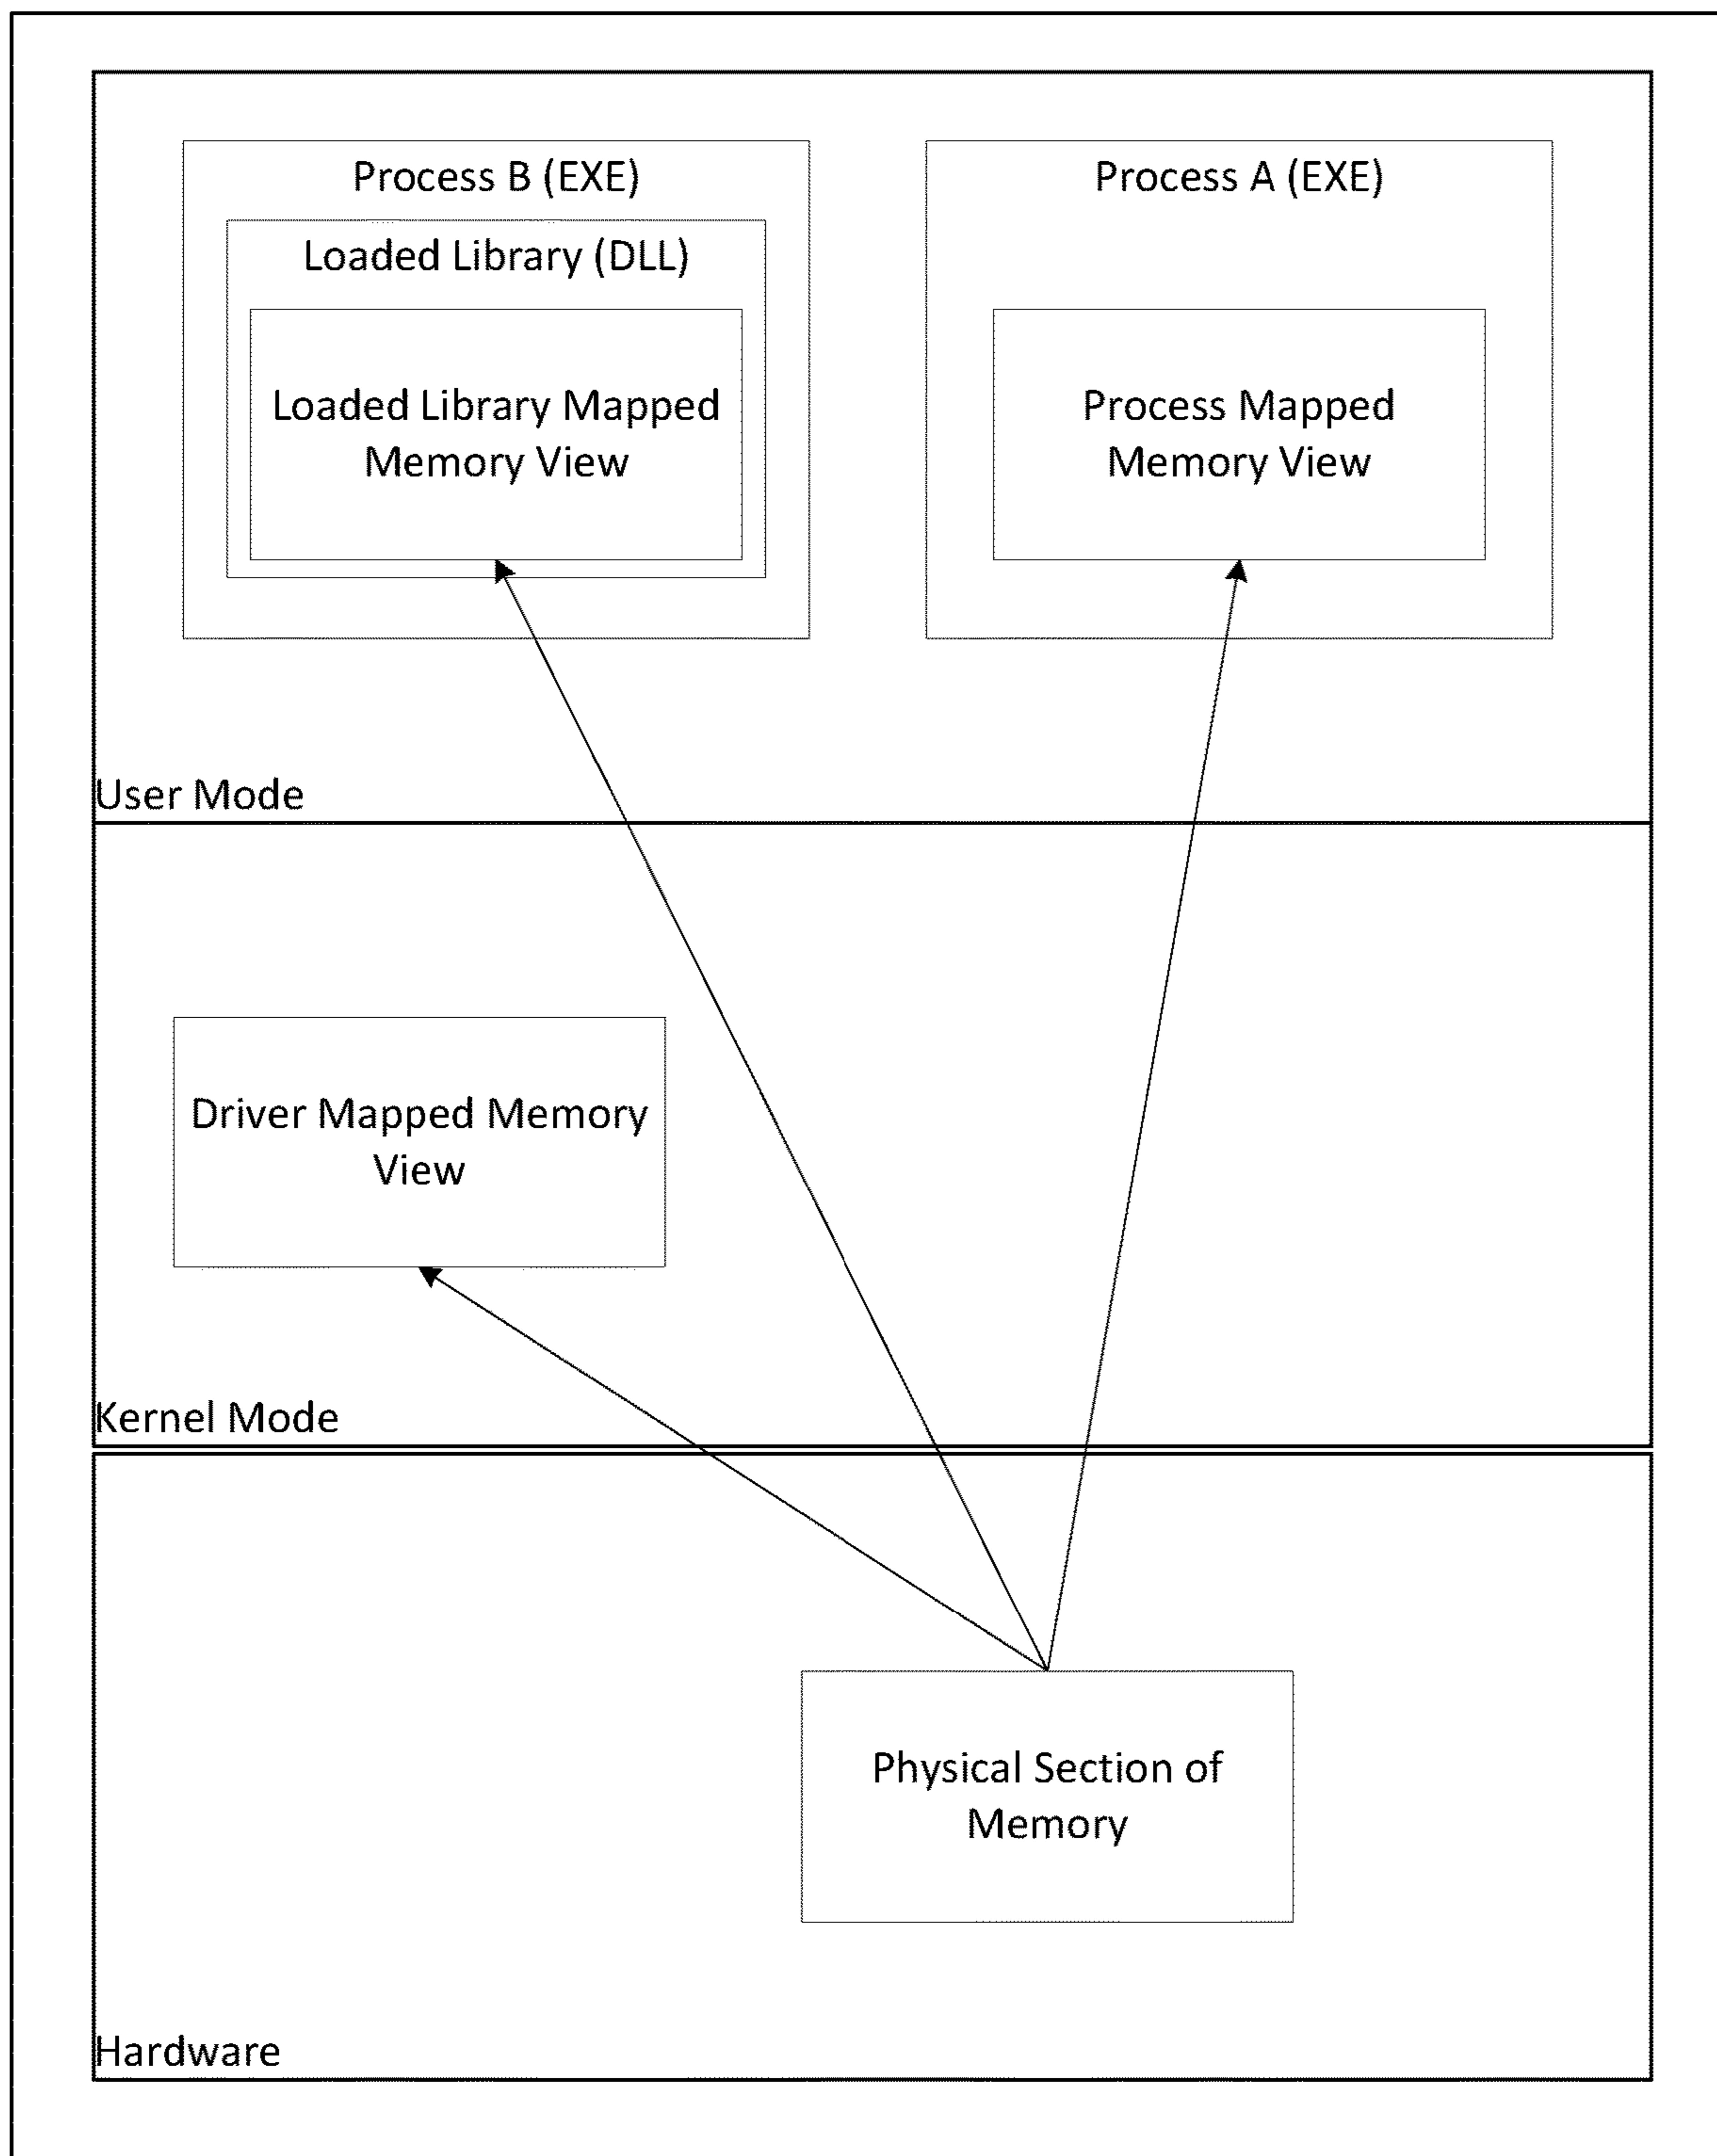 Process B (EXE)
Loaded Library (DLL)
Loaded Library Mapped
Memory View
Process A (EXE)
Process Mapped
Memory View
User Mode
Driver Mapped Memory
View
Kernel Mode
Physical Section of
Memory
Hardware